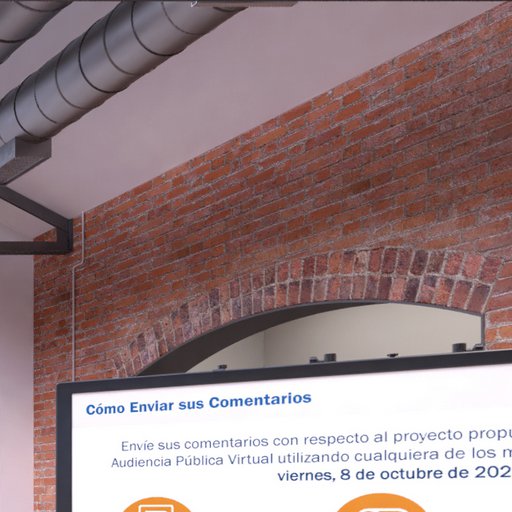 Cómo Enviar sus Comentarios
Envíe sus comentarios con respecto al proyecto
Audiencia Pública Virtual utilizando cualquiera de los
viernes, 8 de octubre de